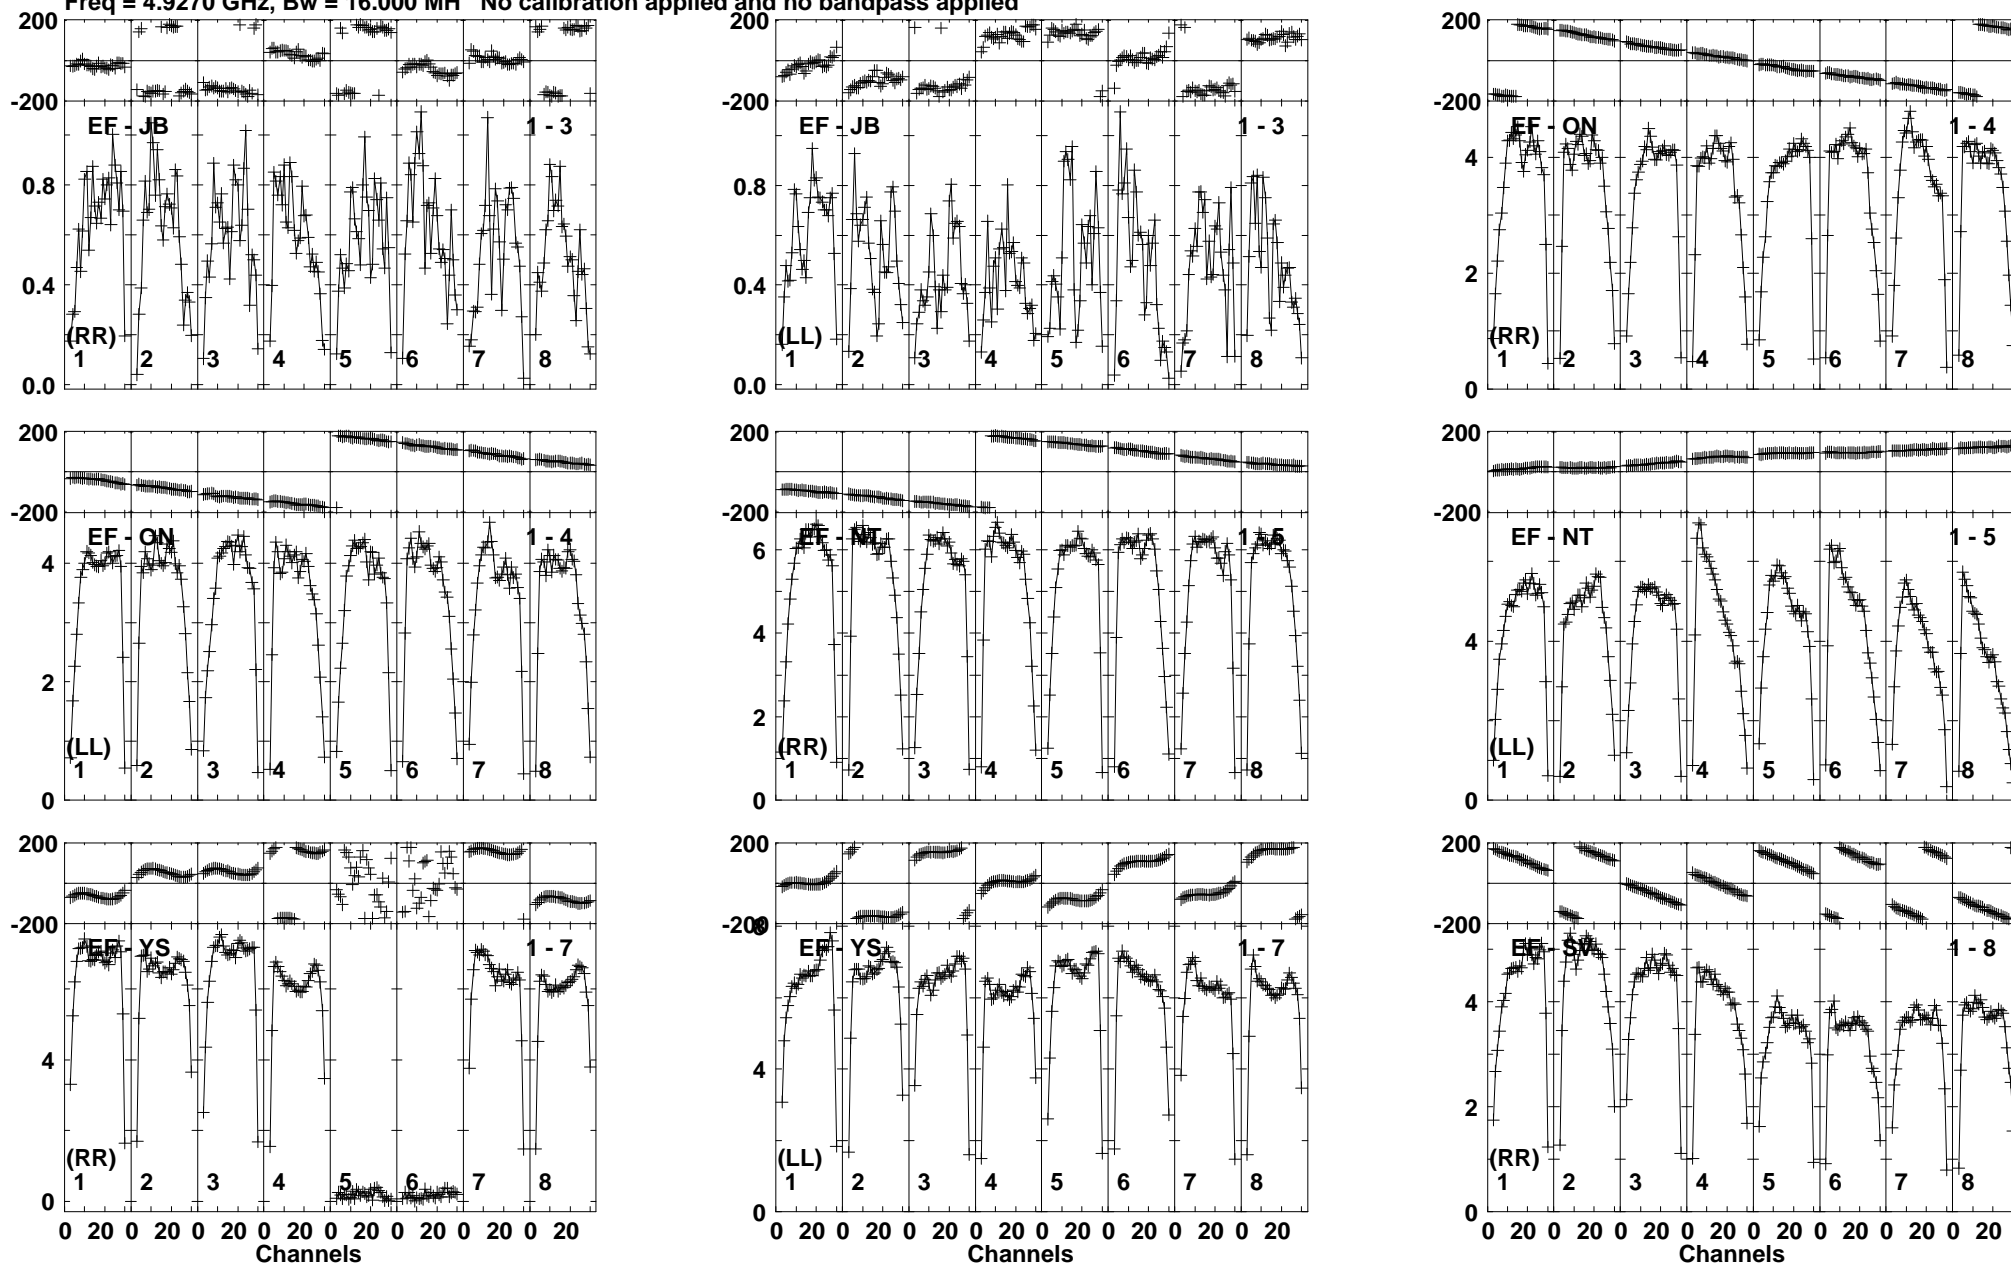 Freq = 4.9270 GHz, Bw = 16.000 MH No calibration applied and no bandpass applied
200 200 200
-200 -200 -200
EF - JB 1 - 3 EF - JB 1 - 3 EF - ON 1 - 4
0.8 0.8 4
0.4 0.4 2
(RR) (LL) (RR)
1 2 3 4 5 6 7 8 1 2 3 4 5 6 7 8 1 2 3 4 5 6 7 8
0.0 0.0 0
200 200 200
-200 -200 -200
EF - ON 1 - 4 EF - NT 1 - 5 EF - NT 1 - 5
4 6 4
2 4
2
(LL) (RR) (LL)
1 2 3 4 5 6 7 8 1 2 3 4 5 6 7 8 1 2 3 4 5 6 7 8
0 0 0
200 200 200
-200 -200 -200
8
EF - YS 1 - 7 EF - YS 1 - 7 EF - SV 1 - 8
4 4 4
2
(RR) (LL) (RR)
1 2 3 4 5 6 7 8 1 2 3 4 5 6 7 8 1 2 3 4 5 6 7 8
0 0 0
0 20 0 20 0 20 0 20 0 20 0 20 0 20 0 20 0 20 0 20 0 20 0 20 0 20 0 20 0 20 0 20 0 20 0 20 0 20 0 20 0 20 0 20 0 20 0 20
Channels Channels Channels